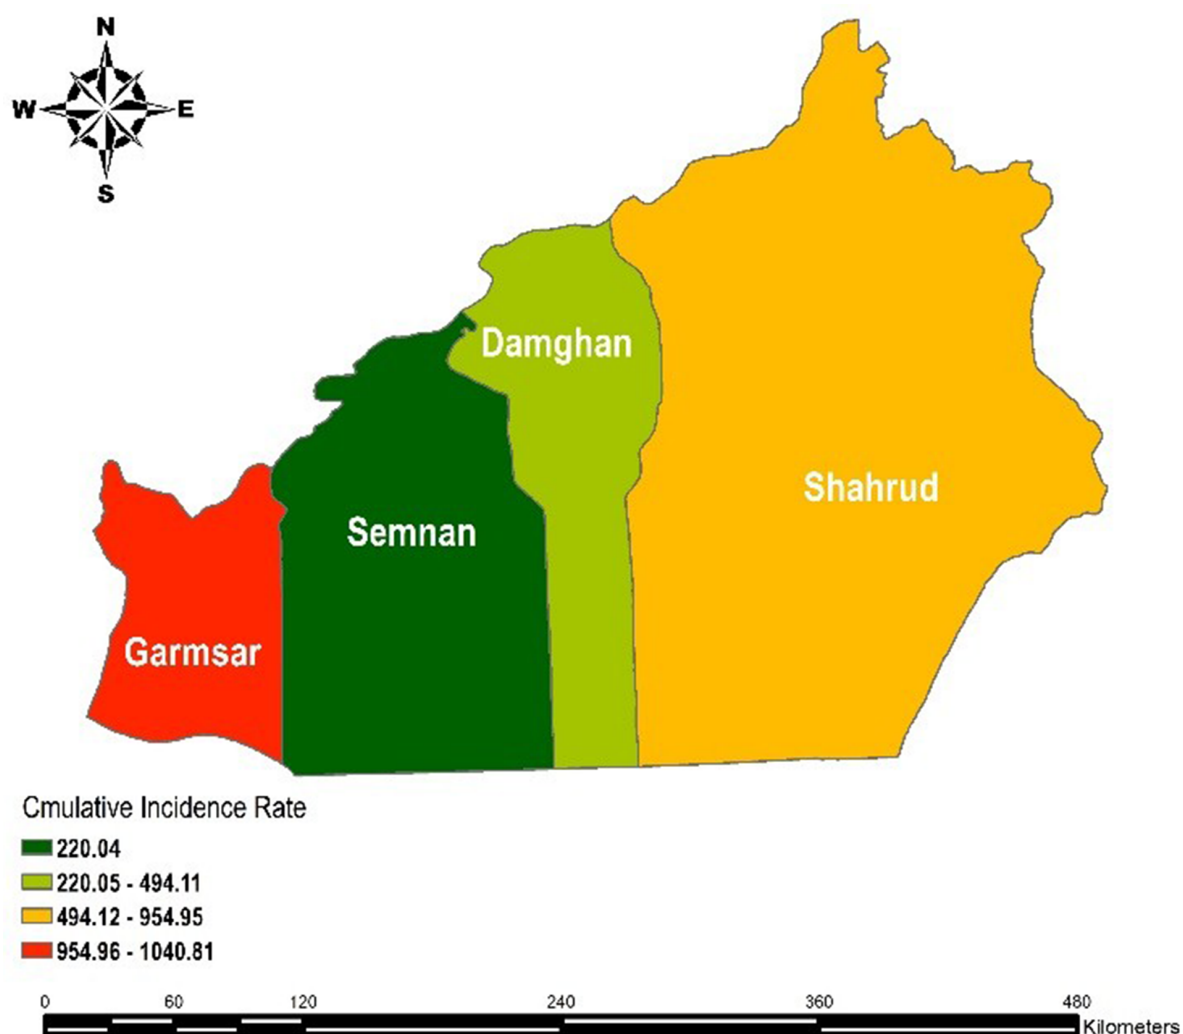 N
W E
S
Damghan
Shahrud
Semnan
Garmsar
Cmulative Incidence Rate
220.04
220.05 - 494.11
494.12 - 954.95
954.96 - 1040.81
0 60 120 240 360 480
Kilometers